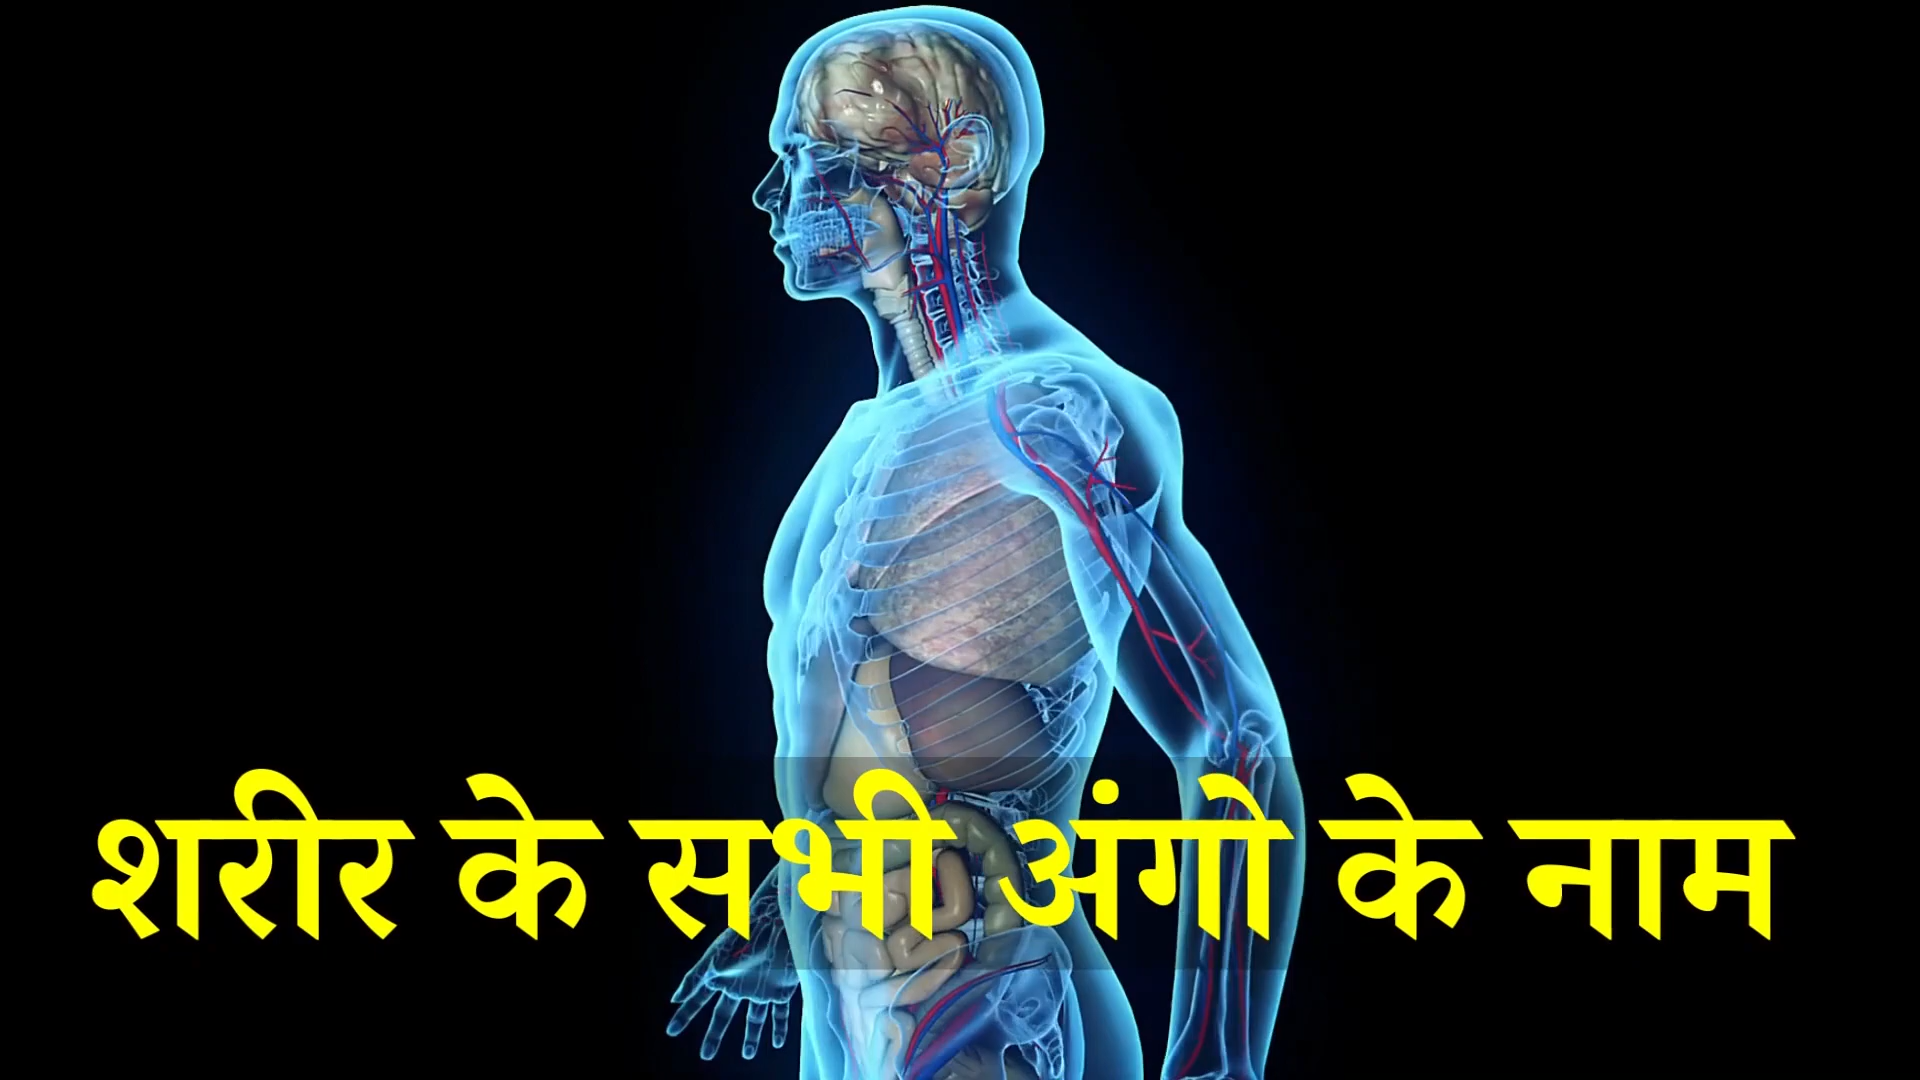 शरीर के सभी अंगो के नाम